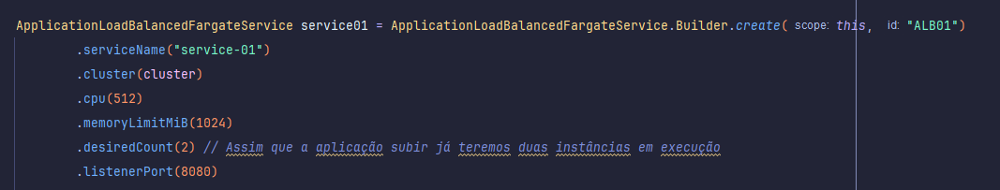 ApplicationLoadBalancedFargateService service01 = ApplicationLoadBalancedFargateService.Builder.create( scope: this, id: "ALB01")
.serviceName("service-01")
.cluster(cluster)
.cpu(512)
.memoryLimitMiB(1024)
.desiredCount(2) // Assim que a aplicação subir já teremos duas instâncias em execução
.listenerPort(8080)